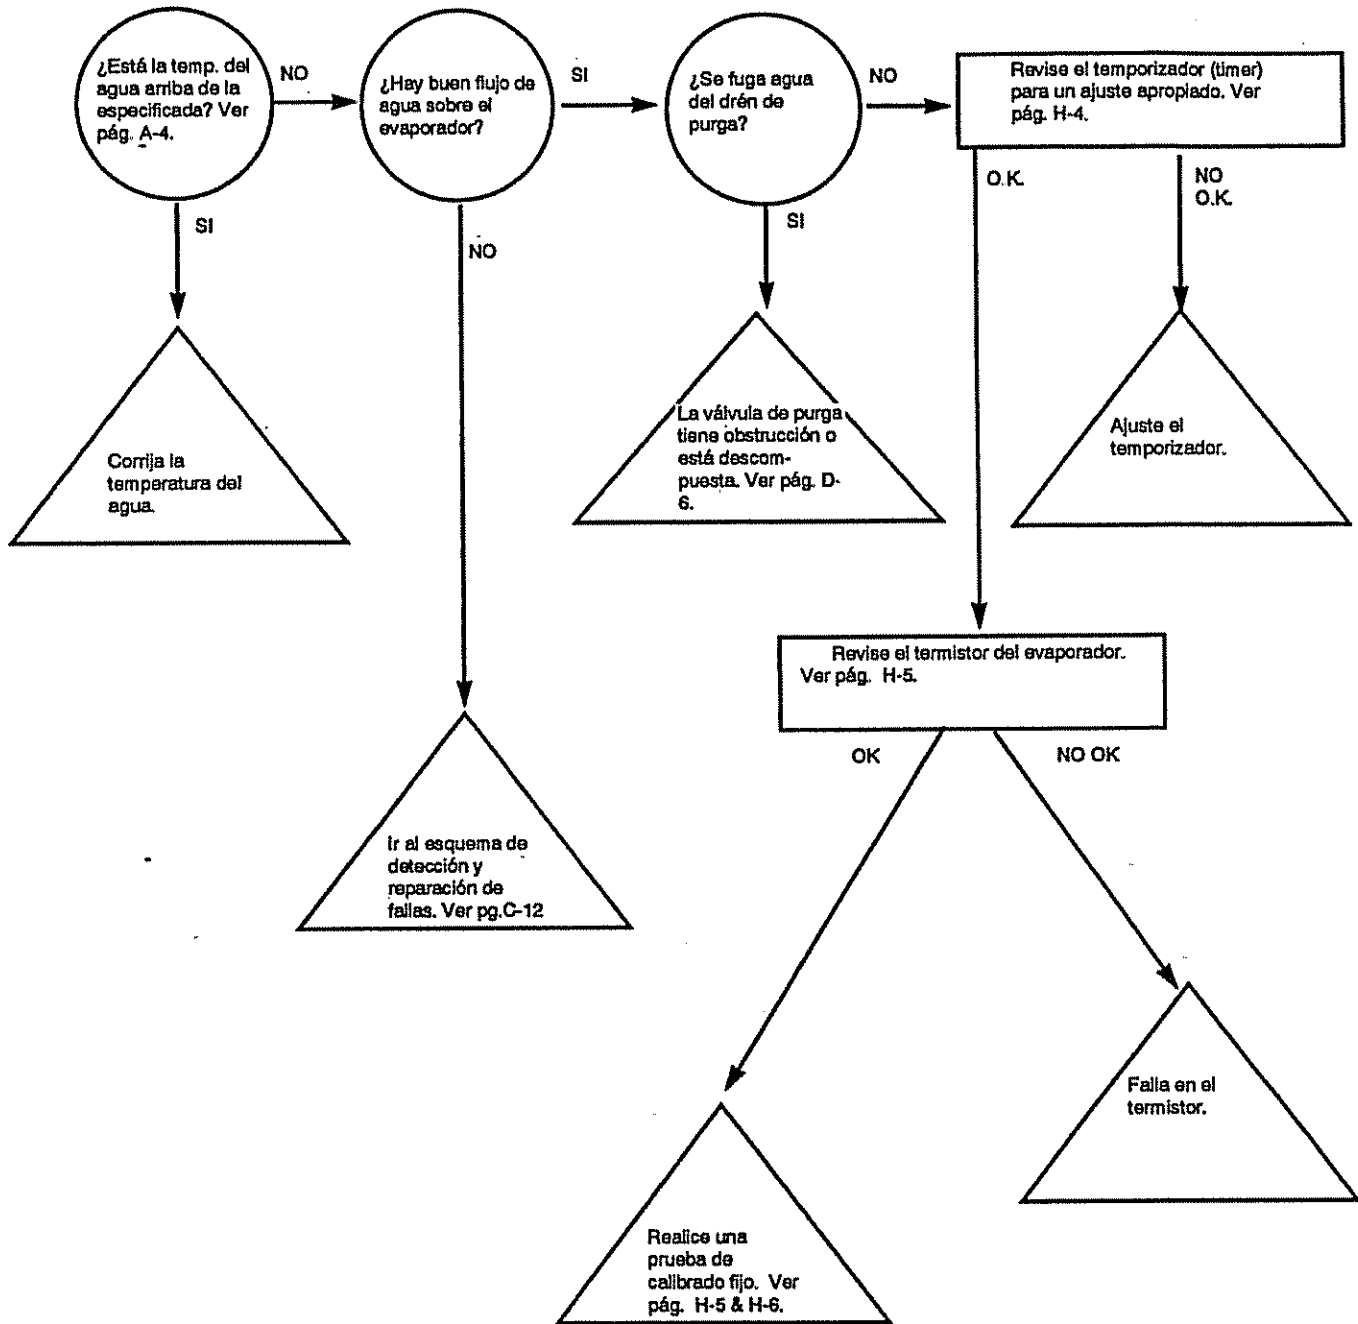 ¿Está la temp. del
agua arriba de la
especificada? Ver
pág. A-4.
NO
¿Hay buen flujo de
agua sobre el
evaporador?
SI
¿Se fuga agua
del drén de
purga?
NO
Revise el temporizador (timer)
para un ajuste apropiado. Ver
pág. H-4.
SI
NO
SI
O.K.
NO
O.K.
Corrija la
temperatura del
agua.
La válvula de purga
tiene obstrucción o
está descom-
puesta. Ver pág. D-
6.
Ajuste el
temporizador.
Revise el termistor del evaporador.
Ver pág. H-5.
OK
NO OK
Ir al esquema de
detección y
reparación de
fallas. Ver pg.C-12
Falla en el
termistor.
Realice una
prueba de
calibrado fijo. Ver
pág. H-5 & H-6.